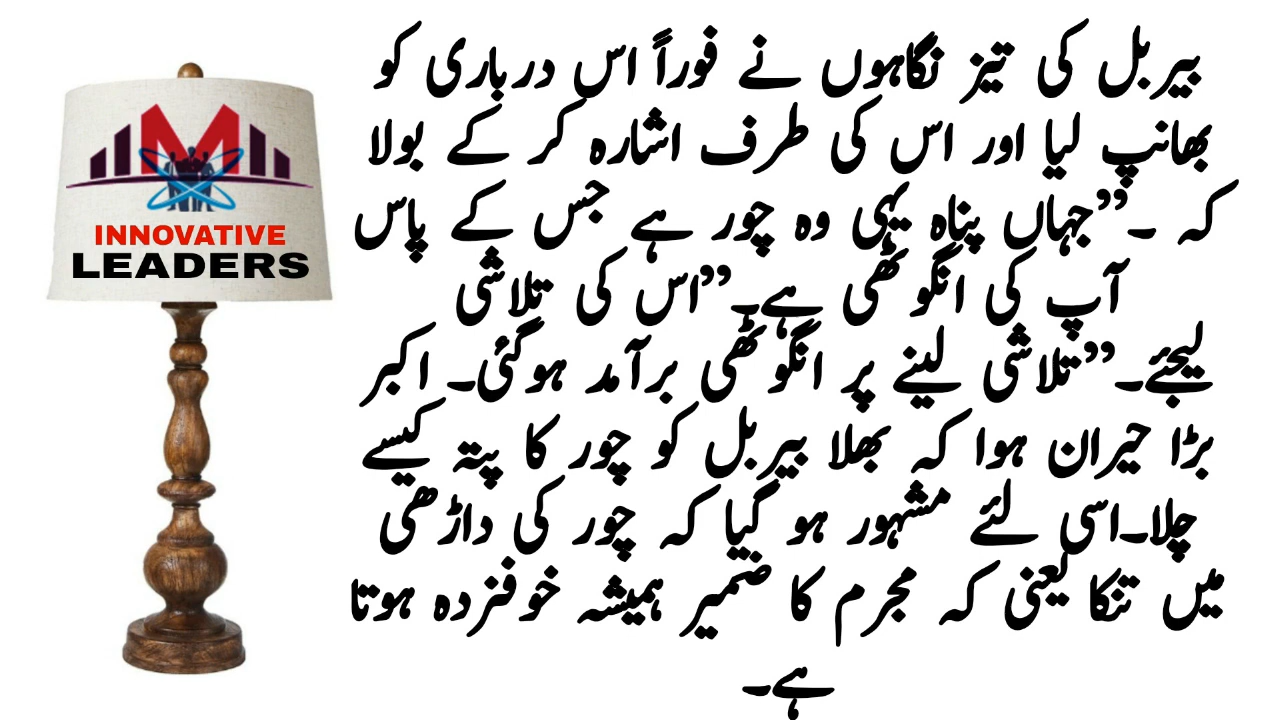 INNOVATIVE
LEADERS
بیربل کی تیز نگاہوں نے فوراً اس درباری کو
بھانپ لیا اور اس کی طرف اشارہ کر کے بولا
کہ ۔”جہاں پناہ یہی وہ چور ہے جس کے پاس
آپ کی انگوٹھی ہے۔”اس کی تلاشی
لیجئے۔”تلاشی لینے پر انگوٹھی برآمد ہوگئی۔ اکبر
بڑا حیران ہوا کہ بھلا بیربل کو چور کا پتہ کیسے
چلا۔اسی لئے مشہور ہو گیا کہ چور کی داڑھی
میں تنکا یعنی کہ مجرم کا ضمیر ہمیشہ خوفزدہ ہوتا
ہے۔